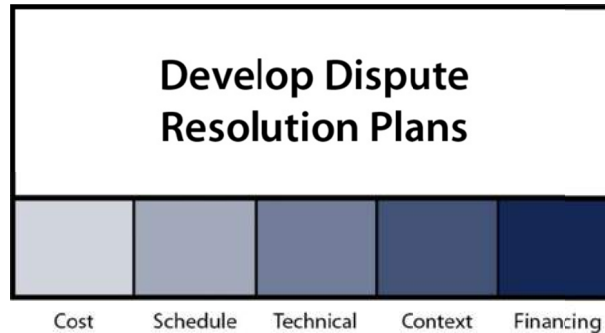 Develop Dispute
Resolution Plans
Cost Schedule Technical Context Financing